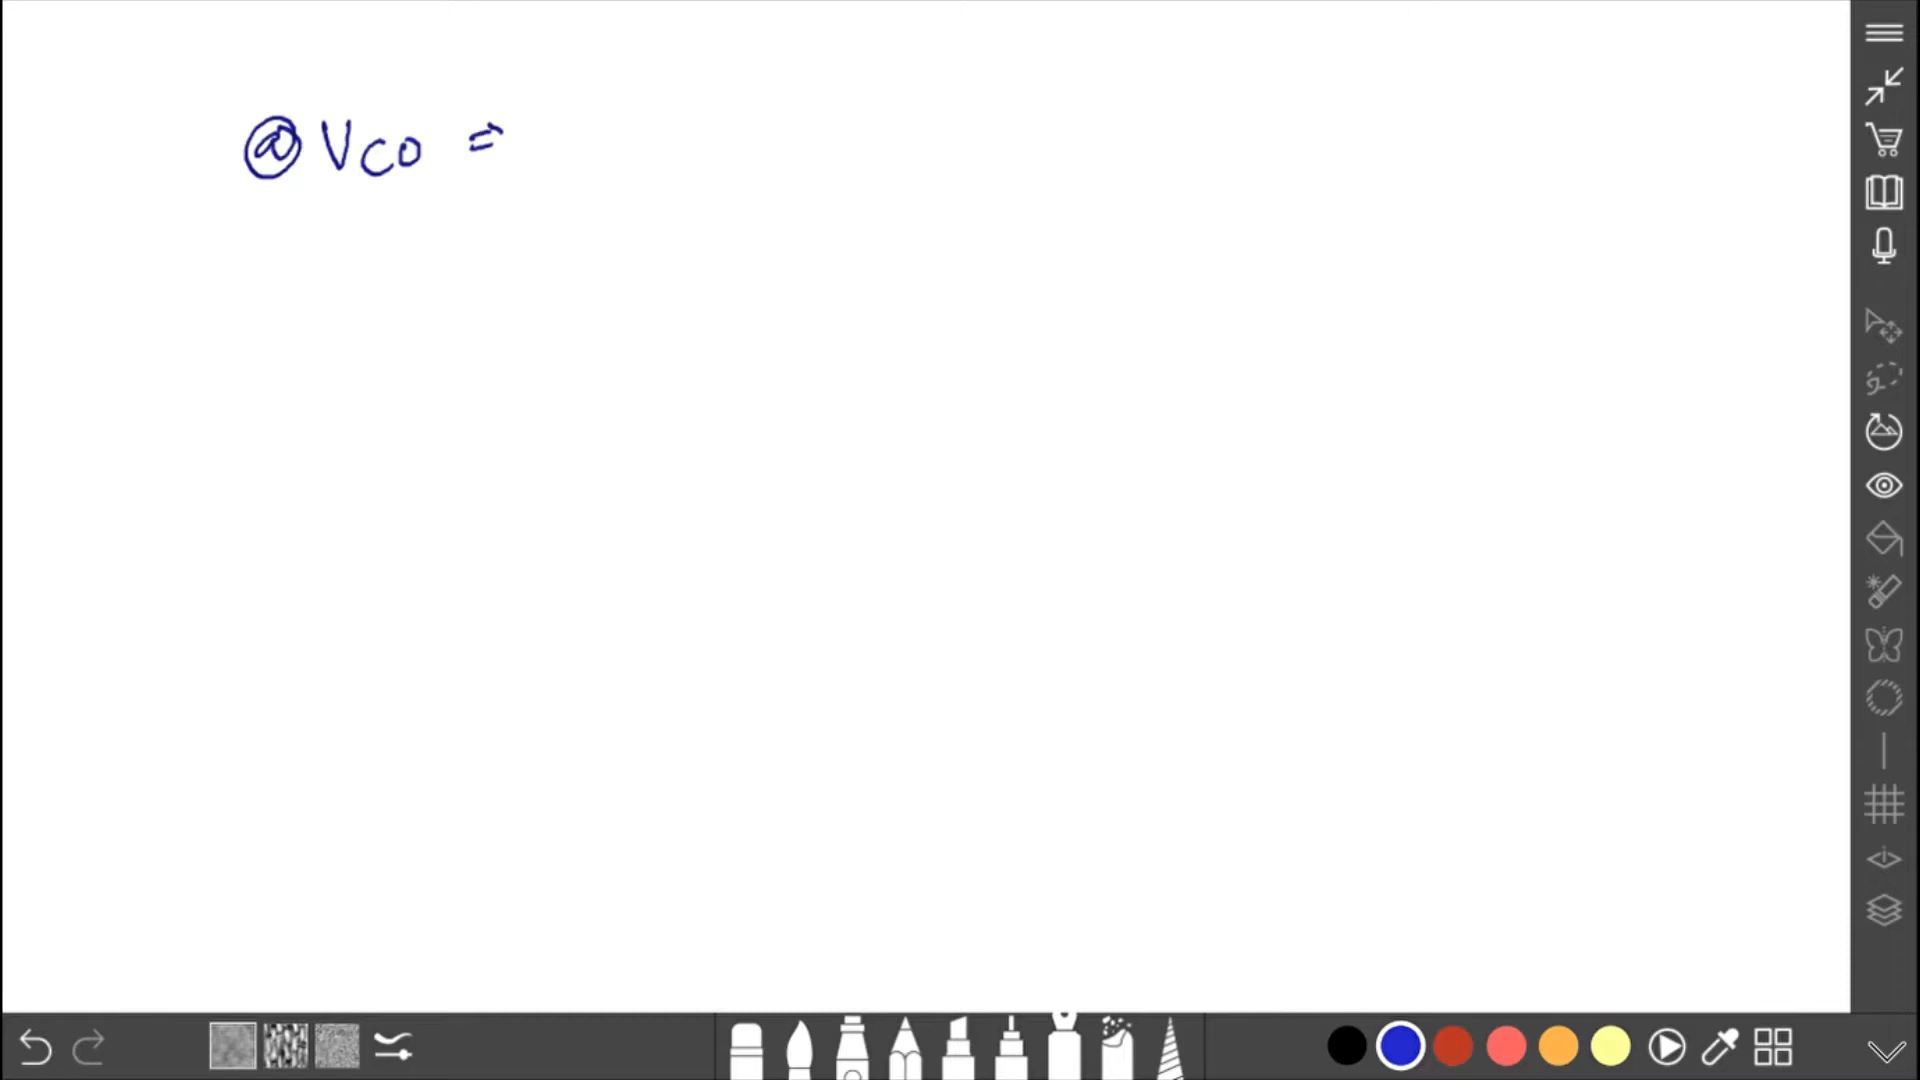 @ VCO =